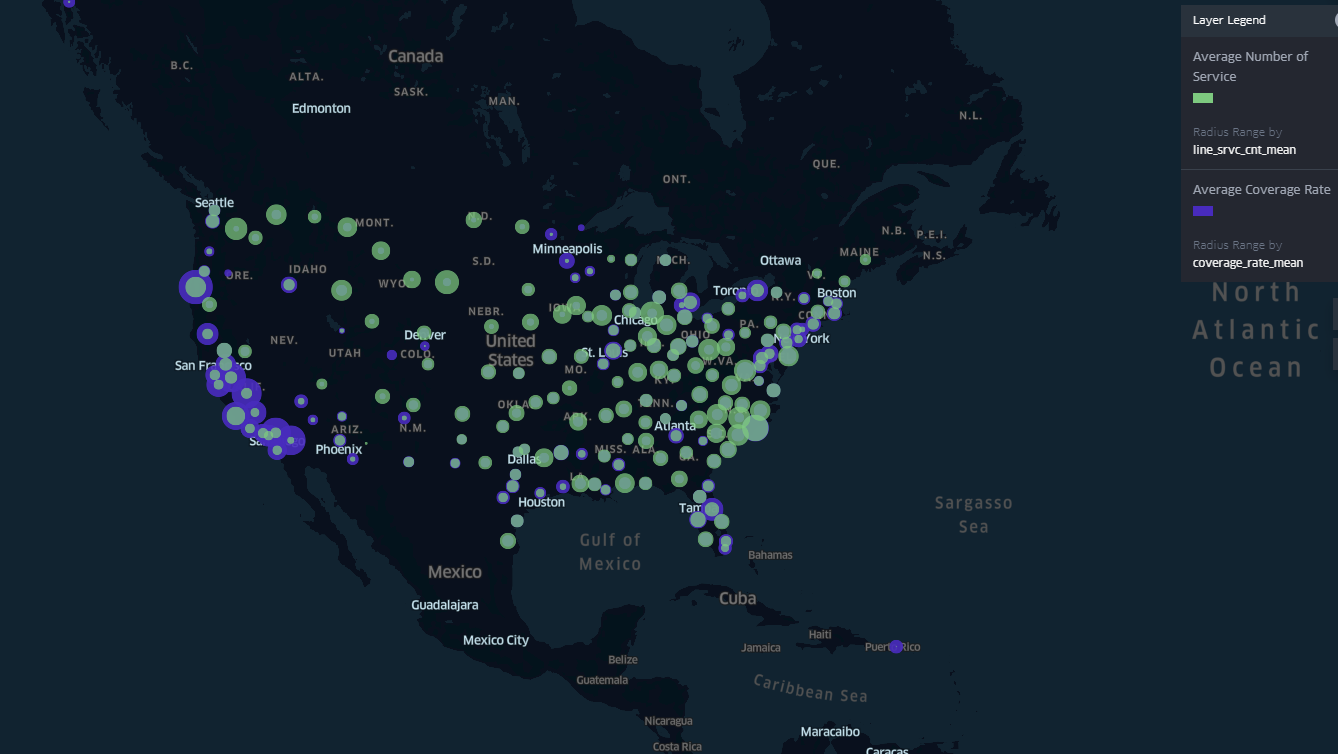 Layer Legend
Average Number of
Service
Radius Range by
line_srvc_cnt_mean
Average Coverage Rate
Radius Range by
coverage_rate_mean
Canada
B.C.
ALTA.
SASK.
MAN.
Edmonton
N.L.
QUE.
ONT.
Seattle
MONT.
N.D.
N.B.
P.E.I.
MAINE
N.S.
Minneapolis
S.D.
MICH.
Ottawa
ORE.
IDAHO
WYO.
VT.
N.Y.
Boston
North
Atlantic
Ocean
NEBR.
Chicago
PA.
OHIO
NEV.
UTAH
Denver
COLO.
United
States
St. Louis
MO.
W.VA.
KY.
San Francisco
OKLA.
ARK.
TENN.
ARIZ.
N.M.
Atlanta
Phoenix
Dallas
MISS.
ALA.
GA.
LA.
Houston
Sargasso
Sea
Gulf of
Mexico
Bahamas
Mexico
Cuba
Guadalajara
Mexico City
Haiti
Jamaica
Puerto Rico
Belize
Guatemala
Caribbean Sea
Nicaragua
Maracaibo
Costa Rica
Caracas